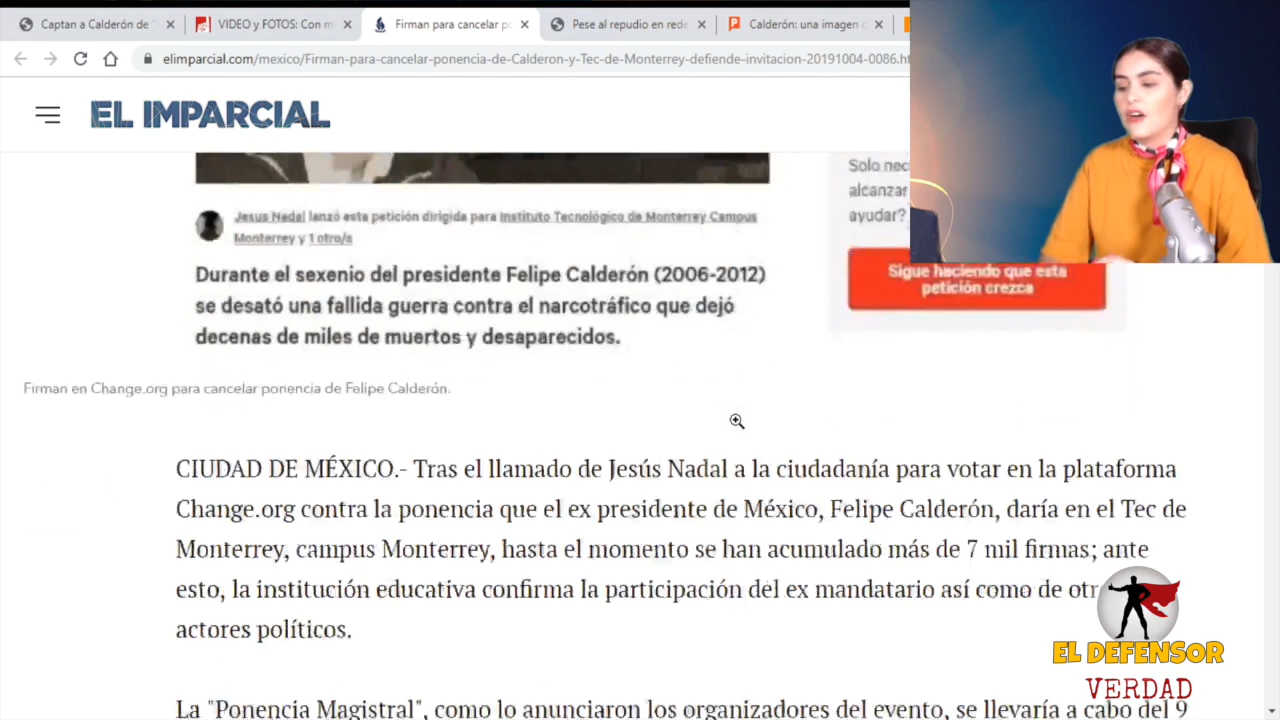 Captan a Calderón de "
VIDEO y FOTOS: Con m
Firman para cancelar po
Pese al repudio en rede
Calderón: una imagen d
elimparcial.com/mexico/Firman-para-cancelar-ponencia-de-Calderon-y-Tec-de-Monterrey-defiende-invitacion-20191004-0086.ht
EL IMPARCIAL
Solo nec
alcanzar
ayudar?
Jesus Nadal lanzó esta petición dirigida para Instituto Tecnológico de Monterrey Campus
Monterrey y 1 otro/a
Sigue haciendo que esta
petición crezca
Durante el sexenio del presidente Felipe Calderón (2006-2012)
se desató una fallida guerra contra el narcotráfico que dejó
decenas de miles de muertos y desaparecidos.
Firman en Change.org para cancelar ponencia de Felipe Calderón.
CIUDAD DE MÉXICO.- Tras el llamado de Jesús Nadal a la ciudadanía para votar en la plataforma
Change.org contra la ponencia que el ex presidente de México, Felipe Calderón, daría en el Tec de
Monterrey, campus Monterrey, hasta el momento se han acumulado más de 7 mil firmas; ante
esto, la institución educativa confirma la participación del ex mandatario así como de otr
actores políticos.
La "Ponencia Magistral", como lo anunciaron los organizadores del evento, se llevaría a cabo del 9
EL DEFENSOR
VERDAD